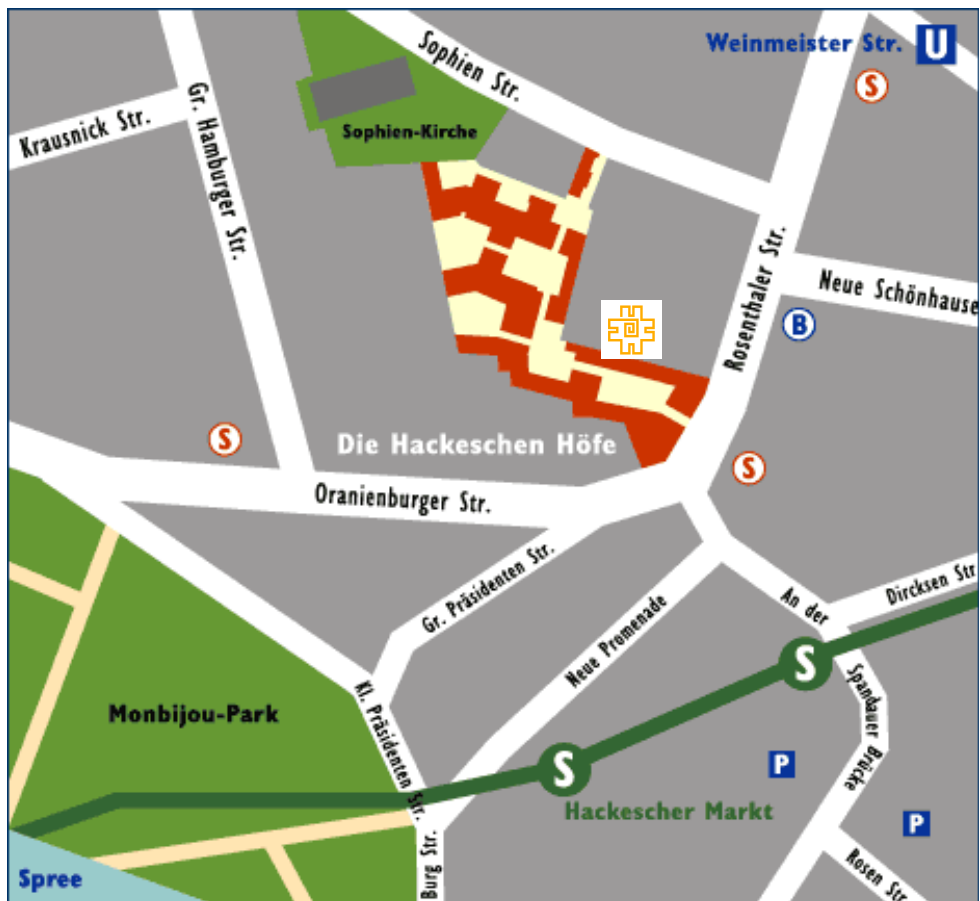 Weinmeister Str. U
S
Sophien Str.
Krausnick Str.
Gr. Hamburger Str.
Sophien-Kirche
Rosenthaler Str.
Neue Schönhause
B
Die Hackeschen Höfe
S
S
Oranienburger Str.
Gr. Präsidenten Str.
Neue Promenade
An der
Spandauer Brücke
Dircksen Str
S
Monbijou-Park
Kl. Präsidenten Str.
S
Hackescher Markt
P
P
Rosen Str
Burg Str.
Spree